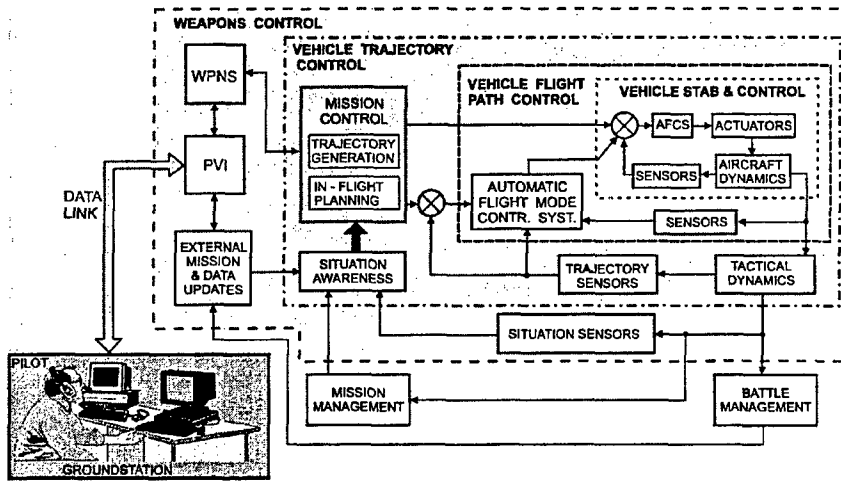 WEAPONS CONTROL
VEHICLE TRAJECTORY
CONTROL
VEHICLE FLIGHT
PATH CONTROL
VEHICLE STAB & CONTROL
WPNS
MISSION
CONTROL
TRAJECTORY
GENERATION
IN - FLIGHT
PLANNING
AFCS
ACTUATORS
SENSORS
AIRCRAFT
DYNAMICS
PVI
DATA
LINK
AUTOMATIC
FLIGHT MODE
CONTR. SYST.
SENSORS
EXTERNAL
MISSION
& DATA
UPDATES
SITUATION
AWARENESS
TRAJECTORY
SENSORS
TACTICAL
DYNAMICS
SITUATION SENSORS
PILOT
GROUNDSTATION
MISSION
MANAGEMENT
BATTLE
MANAGEMENT